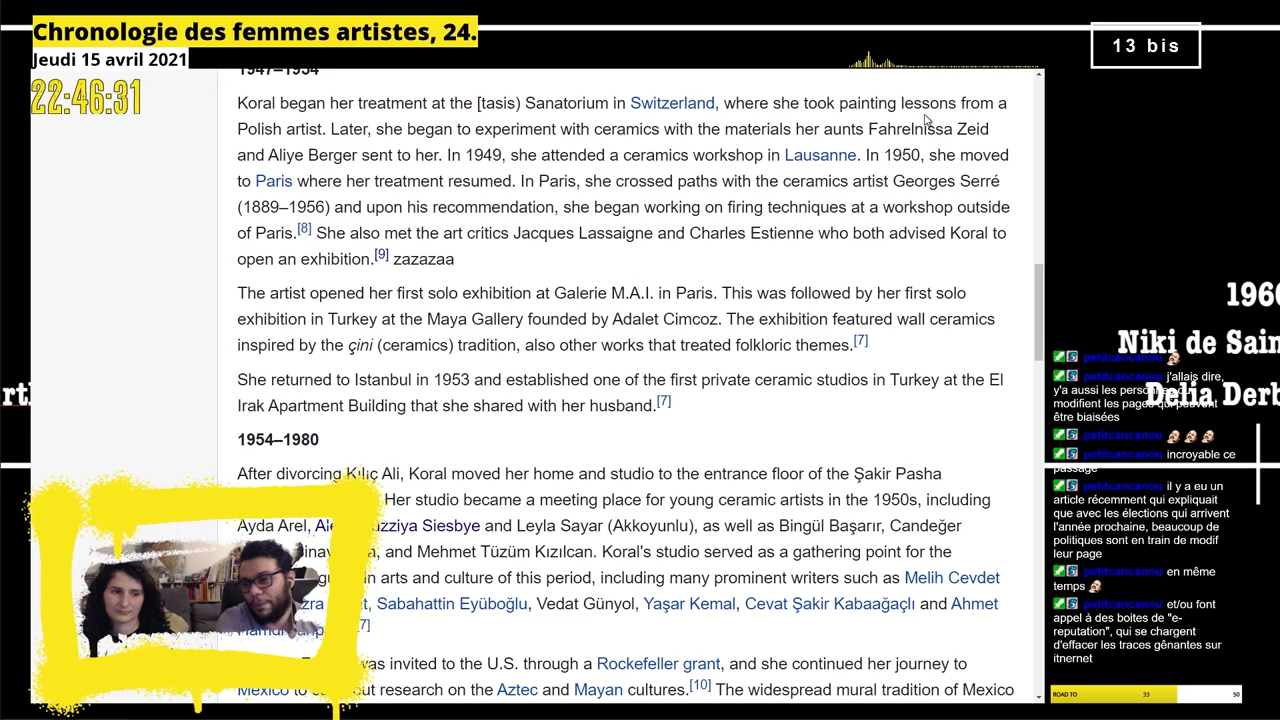 Chronologie des femmes artistes, 24.
Jeudi 15 avril 2021
22:46:31
13 bis
1947–1954
Koral began her treatment at the [tasis) Sanatorium in Switzerland, where she took painting lessons from a
Polish artist. Later, she began to experiment with ceramics with the materials her aunts Fahrelnissa Zeid
and Aliye Berger sent to her. In 1949, she attended a ceramics workshop in Lausanne. In 1950, she moved
to Paris where her treatment resumed. In Paris, she crossed paths with the ceramics artist Georges Serré
(1889–1956) and upon his recommendation, she began working on firing techniques at a workshop outside
of Paris.[8] She also met the art critics Jacques Lassaigne and Charles Estienne who both advised Koral to
open an exhibition.[9] zazazaa
The artist opened her first solo exhibition at Galerie M.A.I. in Paris. This was followed by her first solo
exhibition in Turkey at the Maya Gallery founded by Adalet Cimcoz. The exhibition featured wall ceramics
inspired by the çini (ceramics) tradition, also other works that treated folkloric themes.[7]
She returned to Istanbul in 1953 and established one of the first private ceramic studios in Turkey at the El
Irak Apartment Building that she shared with her husband.[7]
1954–1980
After divorcing Kılıç Ali, Koral moved her home and studio to the entrance floor of the Şakir Pasha
Her studio became a meeting place for young ceramic artists in the 1950s, including
Ayda Arel, Siesbye and Leyla Sayar (Akkoyunlu), as well as Bingül Başarır, Candeğer
and Mehmet Tüzüm Kızılcan. Koral's studio served as a gathering point for the
arts and culture of this period, including many prominent writers such as Melih Cevdet
Sabahattin Eyüboğlu, Vedat Günyol, Yaşar Kemal, Cevat Şakir Kabaağaçlı and Ahmet
[7]
was invited to the U.S. through a Rockefeller grant, and she continued her journey to
Mexico to out research on the Aztec and Mayan cultures.[10] The widespread mural tradition of Mexico
1960
Niki de Sain
Delia Derb
petitcancanou
petitcancanou j'allais dire,
y'a aussi les personnes qui
modifient les pages qui peuvent
être biaisées
petitcancanou
petitcancanou incroyable ce
passage
petitcancanou il y a eu un
article récemment qui expliquait
que avec les élections qui arrivent
l'année prochaine, beaucoup de
politiques sont en train de modif
leur page
petitcancanou en même
temps
petitcancanou et/ou font
appel à des boites de "e-
reputation", qui se chargent
d'effacer les traces gênantes sur
itnernet
ROAD TO 33 50